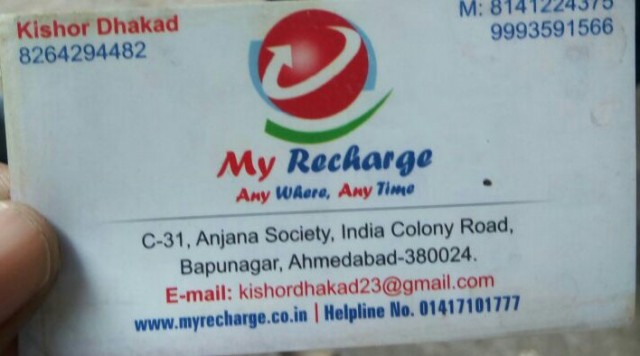 Kishor Dhakad
8264294482
M: 8141224375
9993591566
My Recharge
Any Where, Any Time
C-31, Anjana Society, India Colony Road,
Bapunagar, Ahmedabad-380024.
E-mail: kishordhakad23@gmail.com
www.myrecharge.co.in | Helpline No. 01417101777